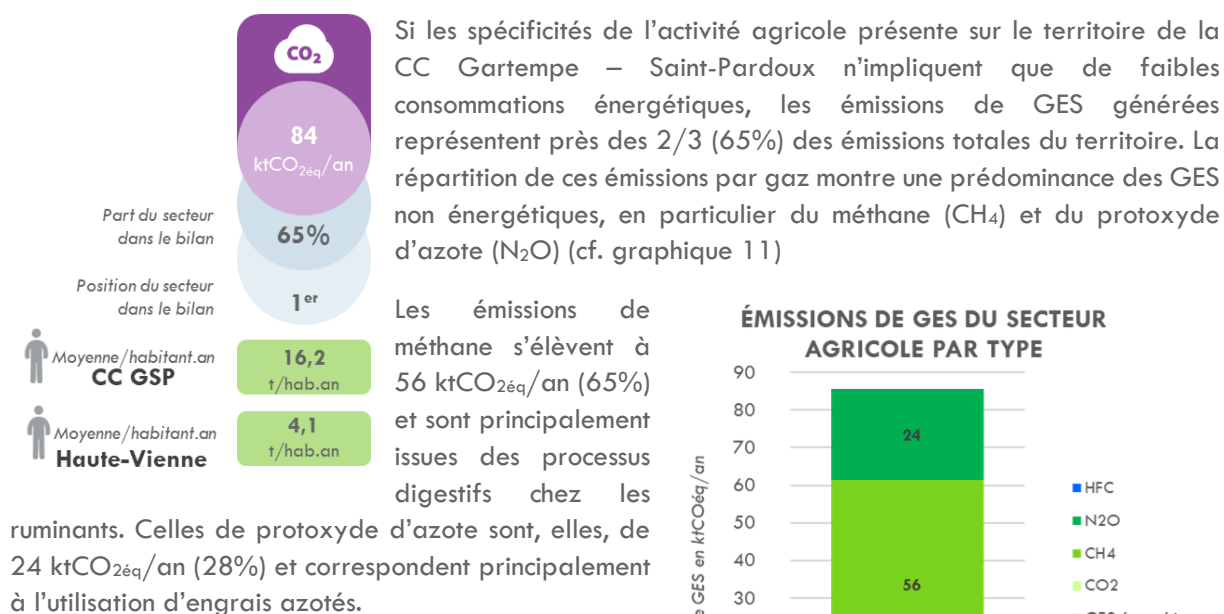 CO₂
84
ktCO₂éq/an
Part du secteur
dans le bilan
65%
Position du secteur
dans le bilan
1er
Moyenne/habitant.an
CC GSP
16,2
t/hab.an
Moyenne/habitant.an
Haute-Vienne
4,1
t/hab.an
Si les spécificités de l'activité agricole présente sur le territoire de la
CC Gartempe – Saint-Pardoux n'impliquent que de faibles
consommations énergétiques, les émissions de GES générées
représentent près des 2/3 (65%) des émissions totales du territoire. La
répartition de ces émissions par gaz montre une prédominance des GES
non énergétiques, en particulier du méthane (CH₄) et du protoxyde
d'azote (N₂O) (cf. graphique 11)
Les émissions de
méthane s'élèvent à
56 ktCO₂éq/an (65%)
et sont principalement
issues des processus
digestifs chez les
ruminants. Celles de protoxyde d'azote sont, elles, de
24 ktCO₂éq/an (28%) et correspondent principalement
à l'utilisation d'engrais azotés.
ÉMISSIONS DE GES DU SECTEUR
AGRICOLE PAR TYPE
90
80
70
60
50
40
30
GES en ktCOéq/an
24
56
HFC
N2O
CH4
CO2